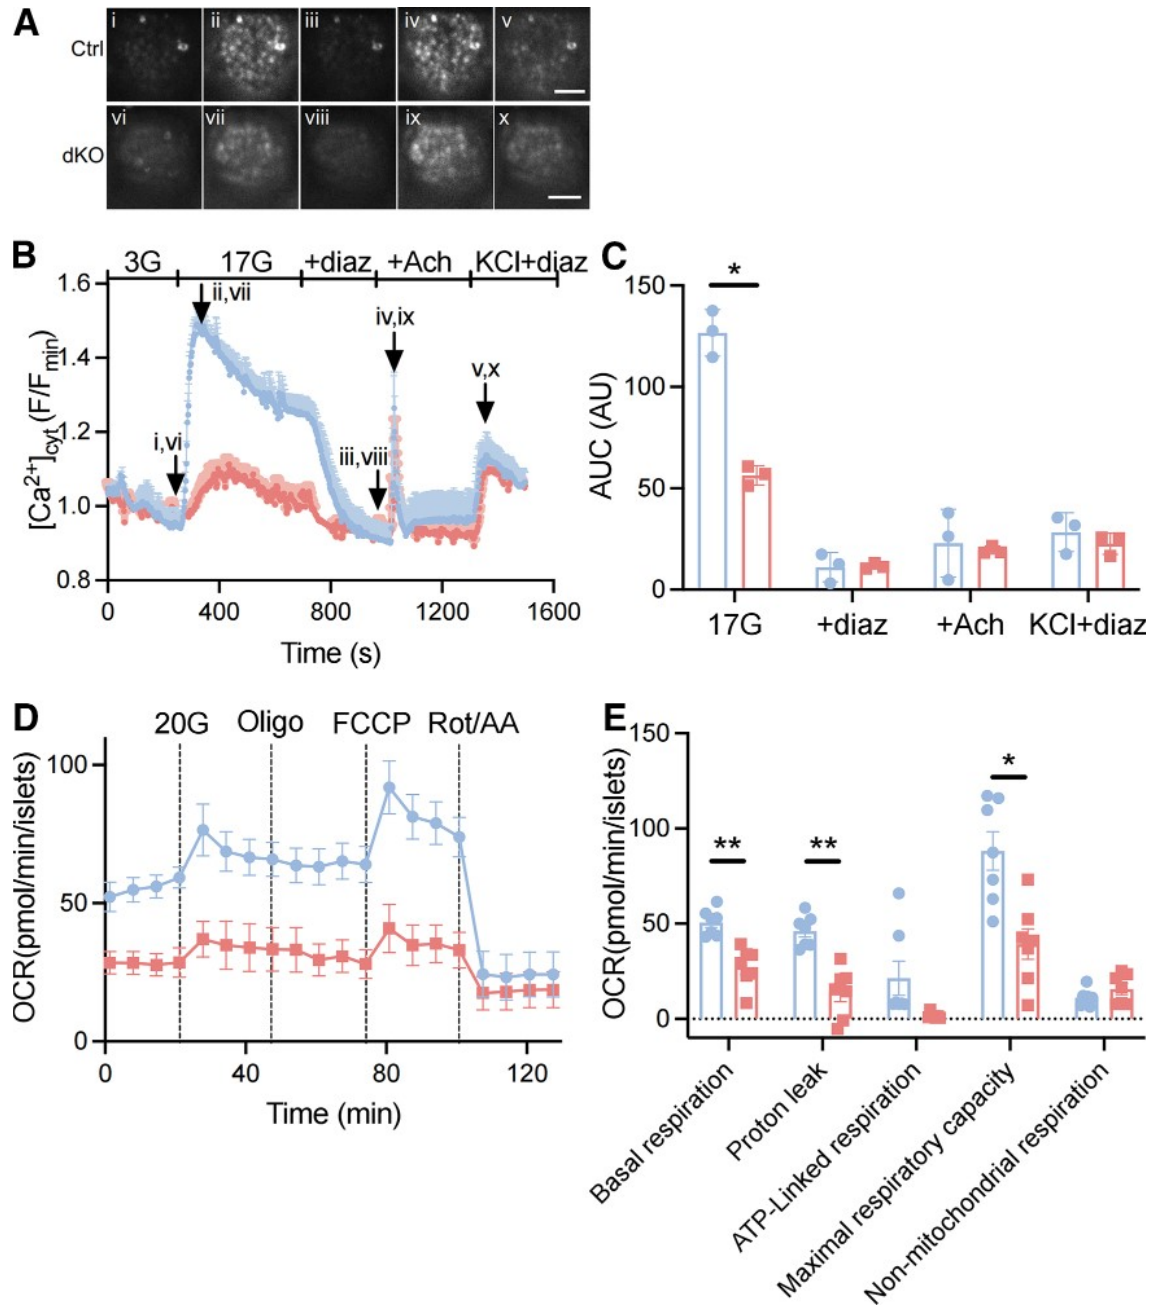 A
i ii iii iv v
Ctrl
vi vii viii ix x
dKO
B
3G 17G +diaz +Ach KCl+diaz
1.6
1.4
1.2
1.0
0.8
[Ca2+]cyt (F/Fmin)
ii,vii
iv,ix
v,x
i,vi
iii,viii
0 400 800 1200 1600
Time (s)
C
*
150
100
50
0
AUC (AU)
17G +diaz +Ach KCl+diaz
D
20G Oligo FCCP Rot/AA
100
50
0
OCR(pmol/min/islets)
0 40 80 120
Time (min)
E
150
100
50
0
OCR(pmol/min/islets)
** ** *
Basal respiration
Proton leak
ATP-Linked respiration
Maximal respiratory capacity
Non-mitochondrial respiration